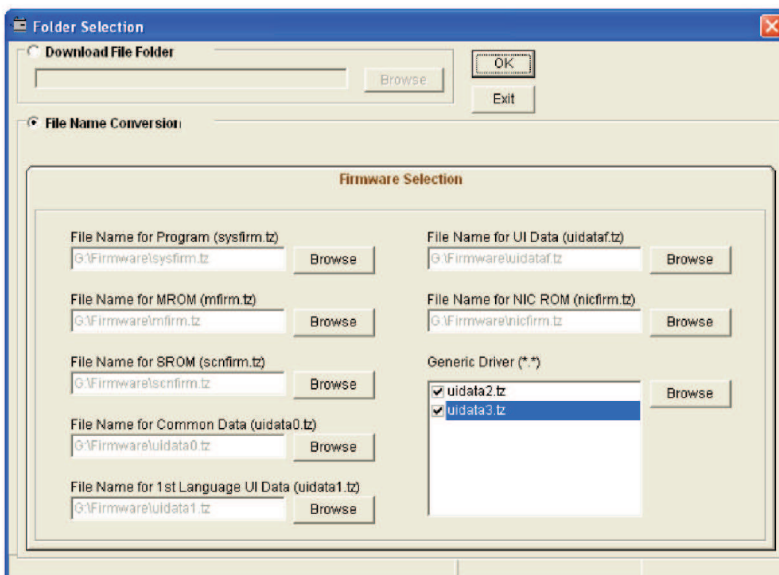 Folder Selection
Download File Folder
Browse
OK
Exit
File Name Conversion
Firmware Selection
File Name for Program (sysfirm.tz)
G:\Firmware\sysfirm.tz
Browse
File Name for MROM (mfirm.tz)
G:\Firmware\mfirm.tz
Browse
File Name for SROM (scnfirm.tz)
G:\Firmware\scnfirm.tz
Browse
File Name for Common Data (uidata0.tz)
G:\Firmware\uidata0.tz
Browse
File Name for 1st Language UI Data (uidata1.tz)
G:\Firmware\uidata1.tz
Browse
File Name for UI Data (uidataf.tz)
G:\Firmware\uidataf.tz
Browse
File Name for NIC ROM (nicfirm.tz)
G:\Firmware\nicfirm.tz
Browse
Generic Driver (*.*)
uidata2.tz
uidata3.tz
Browse